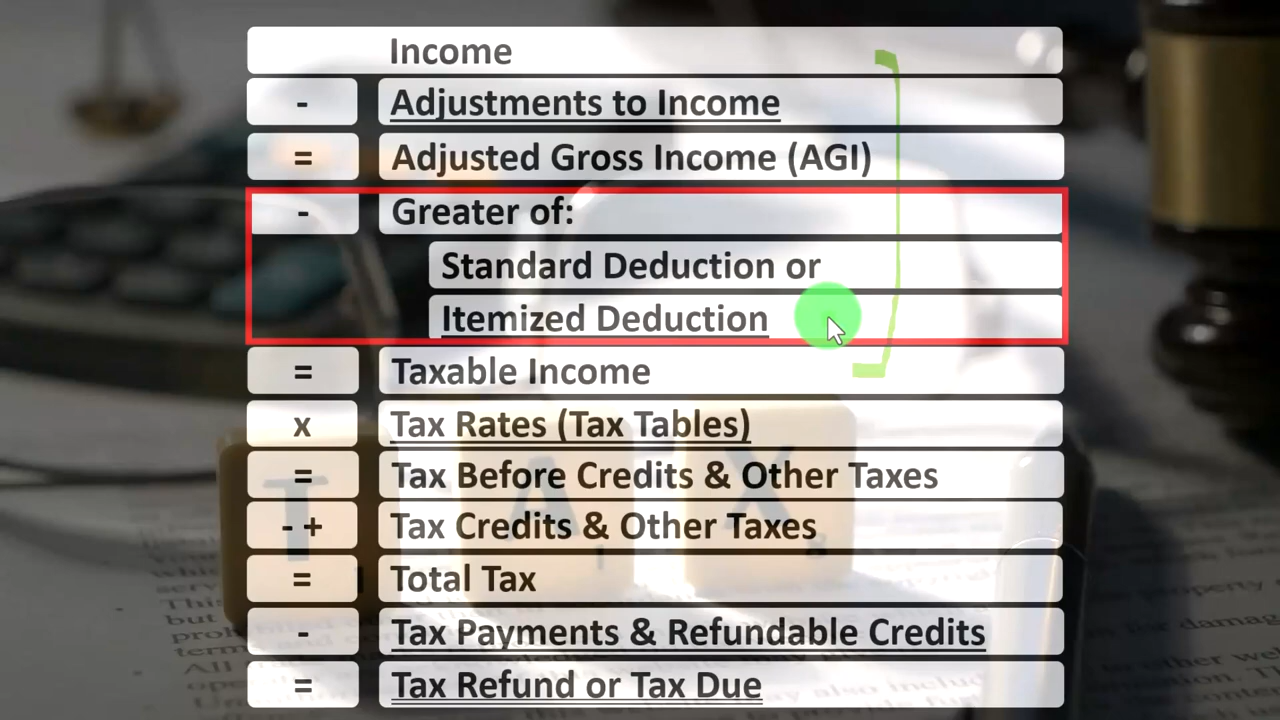 Income
- Adjustments to Income
= Adjusted Gross Income (AGI)
- Greater of:
Standard Deduction or
Itemized Deduction
= Taxable Income
x Tax Rates (Tax Tables)
= Tax Before Credits & Other Taxes
- + Tax Credits & Other Taxes
= Total Tax
- Tax Payments & Refundable Credits
= Tax Refund or Tax Due
T A X